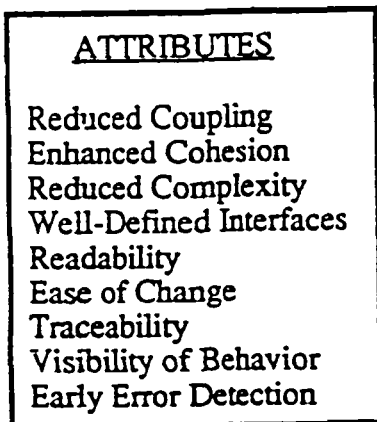 ATTRIBUTES
Reduced Coupling
Enhanced Cohesion
Reduced Complexity
Well-Defined Interfaces
Readability
Ease of Change
Traceability
Visibility of Behavior
Early Error Detection